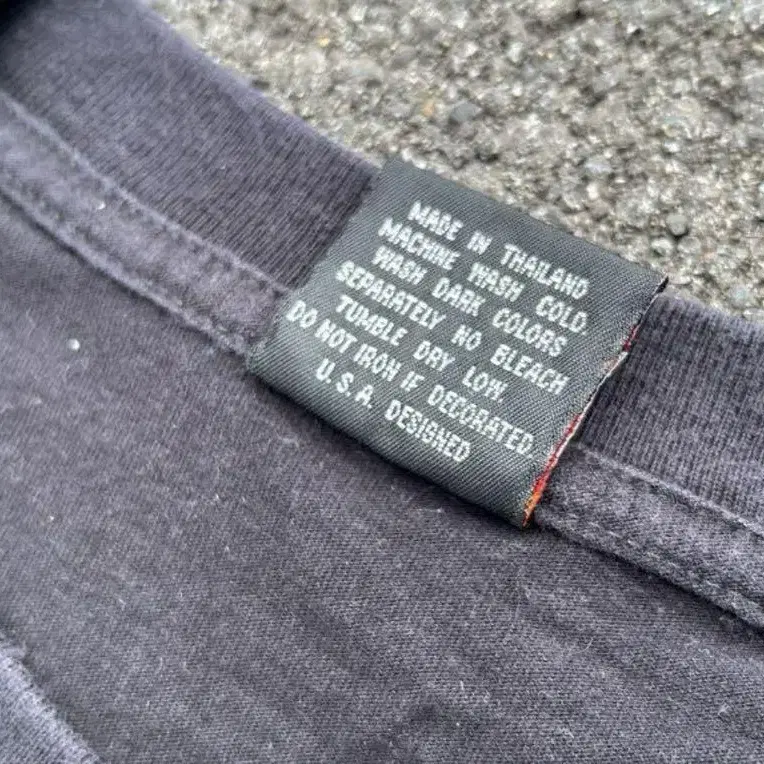 MADE IN THAILAND
MACHINE WASH COLD.
WASH DARK COLORS
SEPARATELY NO BLEACH
TUMBLE DRY LOW.
DO NOT IRON IF DECORATED.
U.S.A. DESIGNED